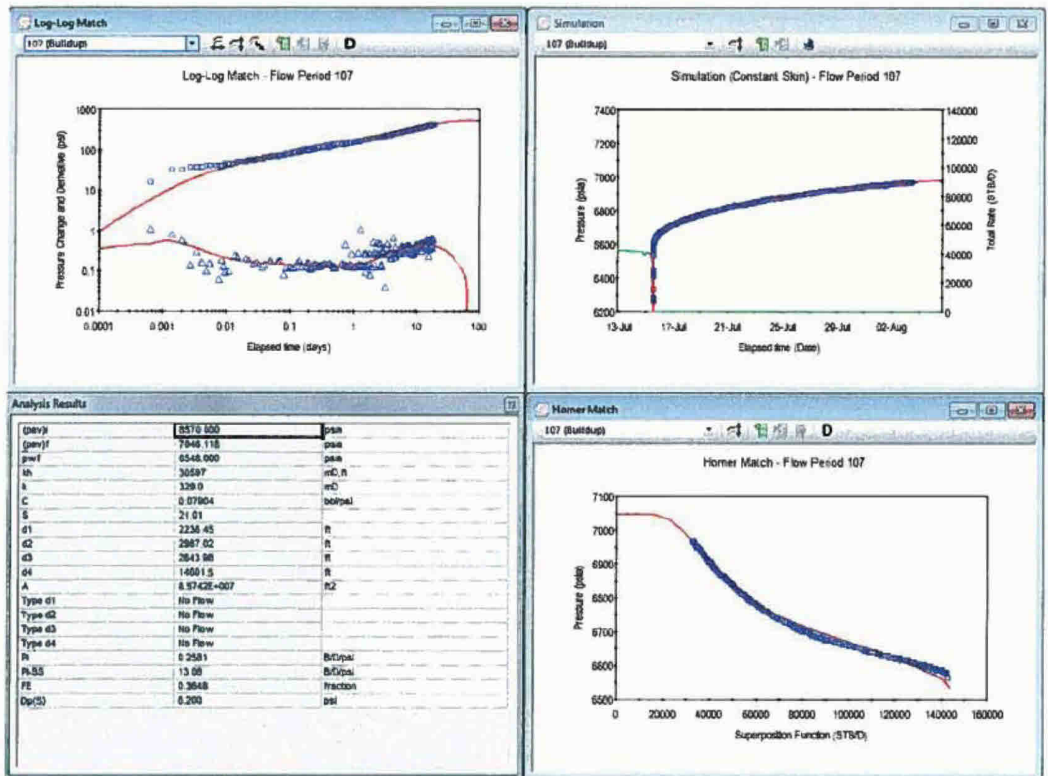 Log-Log Match
107 (Buildup)
D
Log-Log Match - Flow Period 107
Pressure Change and Derivative (psi)
1000
100
10
1
0.1
0.01
0.0001
0.001
0.01
0.1
1
10
100
Elapsed time (days)
Simulation
107 (Buildup)
Simulation (Constant Skin) - Flow Period 107
Pressure (psia)
7400
7200
7000
6800
6600
6400
6200
140000
120000
100000
80000
60000
40000
20000
0
Total Rate (STB/D)
13-Jul
17-Jul
21-Jul
25-Jul
29-Jul
02-Aug
Elapsed time (Date)
Analysis Results
(pav)i 8570.000 psia
(pav)f 7046.118 psia
pwf 6548.000 psia
kh 30597 mD.ft
k 329.0 mD
C 0.07904 bbl/psi
S 21.01
d1 2236.45 ft
d2 2987.02 ft
d3 2643.98 ft
d4 14601.5 ft
A 8.5742E+007 ft2
Type d1 No Flow
Type d2 No Flow
Type d3 No Flow
Type d4 No Flow
PI 0.2581 B/D/psi
PI-SS 13.08 B/D/psi
FE 0.3648 fraction
Dp(S) psi
Horner Match
107 (Buildup)
D
Horner Match - Flow Period 107
Pressure (psia)
7100
7000
6700
6600
6500
0
20000
40000
60000
80000
100000
120000
140000
160000
Superposition Function (STB/D)